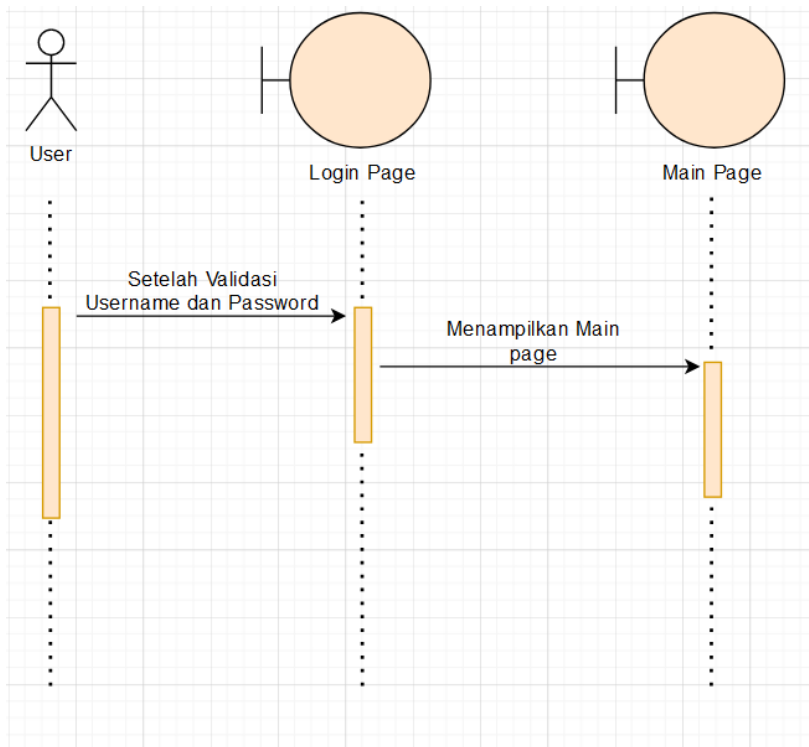 User
Login Page
Main Page
Setelah Validasi
Username dan Password
Menampilkan Main
page